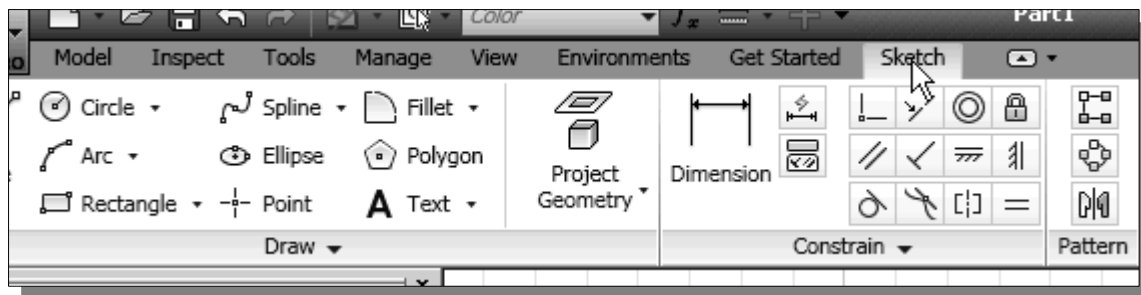 Color Part1
Model Inspect Tools Manage View Environments Get Started Sketch
Circle Spline Fillet
Arc Ellipse Polygon
Rectangle Point A Text
Project Geometry
Dimension
Draw Constrain Pattern